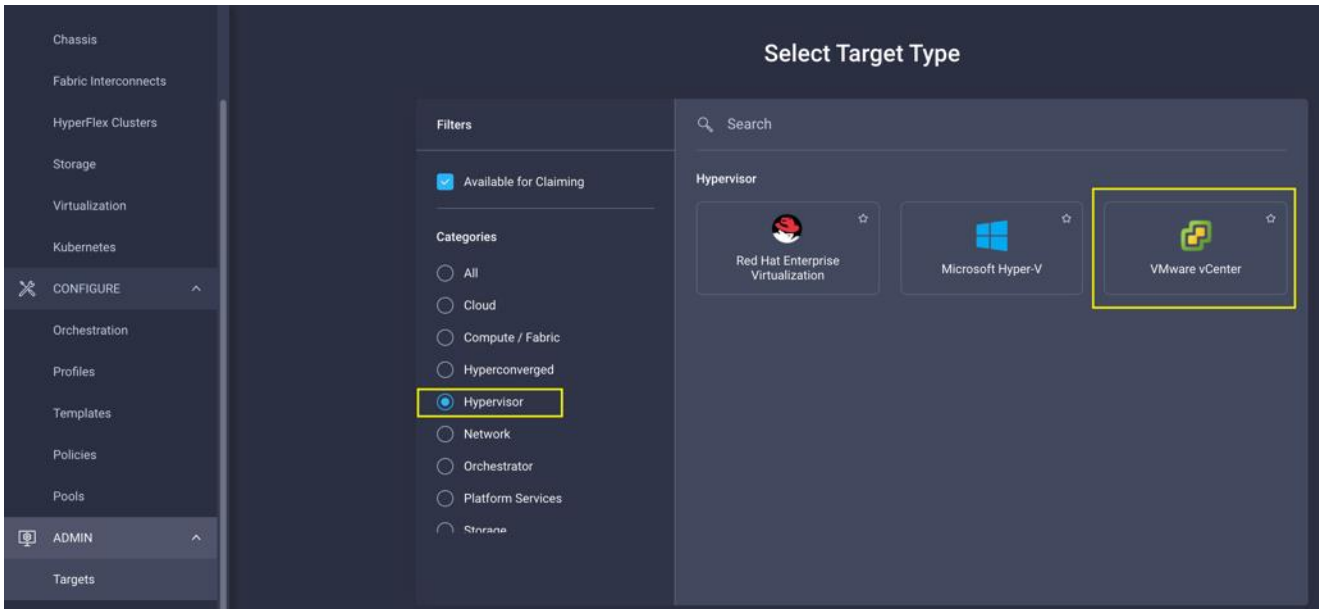 Chassis
Fabric Interconnects
HyperFlex Clusters
Storage
Virtualization
Kubernetes
CONFIGURE
Orchestration
Profiles
Templates
Policies
Pools
ADMIN
Targets
Select Target Type
Filters
Available for Claiming
Categories
All
Cloud
Compute / Fabric
Hyperconverged
Hypervisor
Network
Orchestrator
Platform Services
Storage
Search
Hypervisor
Red Hat Enterprise
Virtualization
Microsoft Hyper-V
VMware vCenter